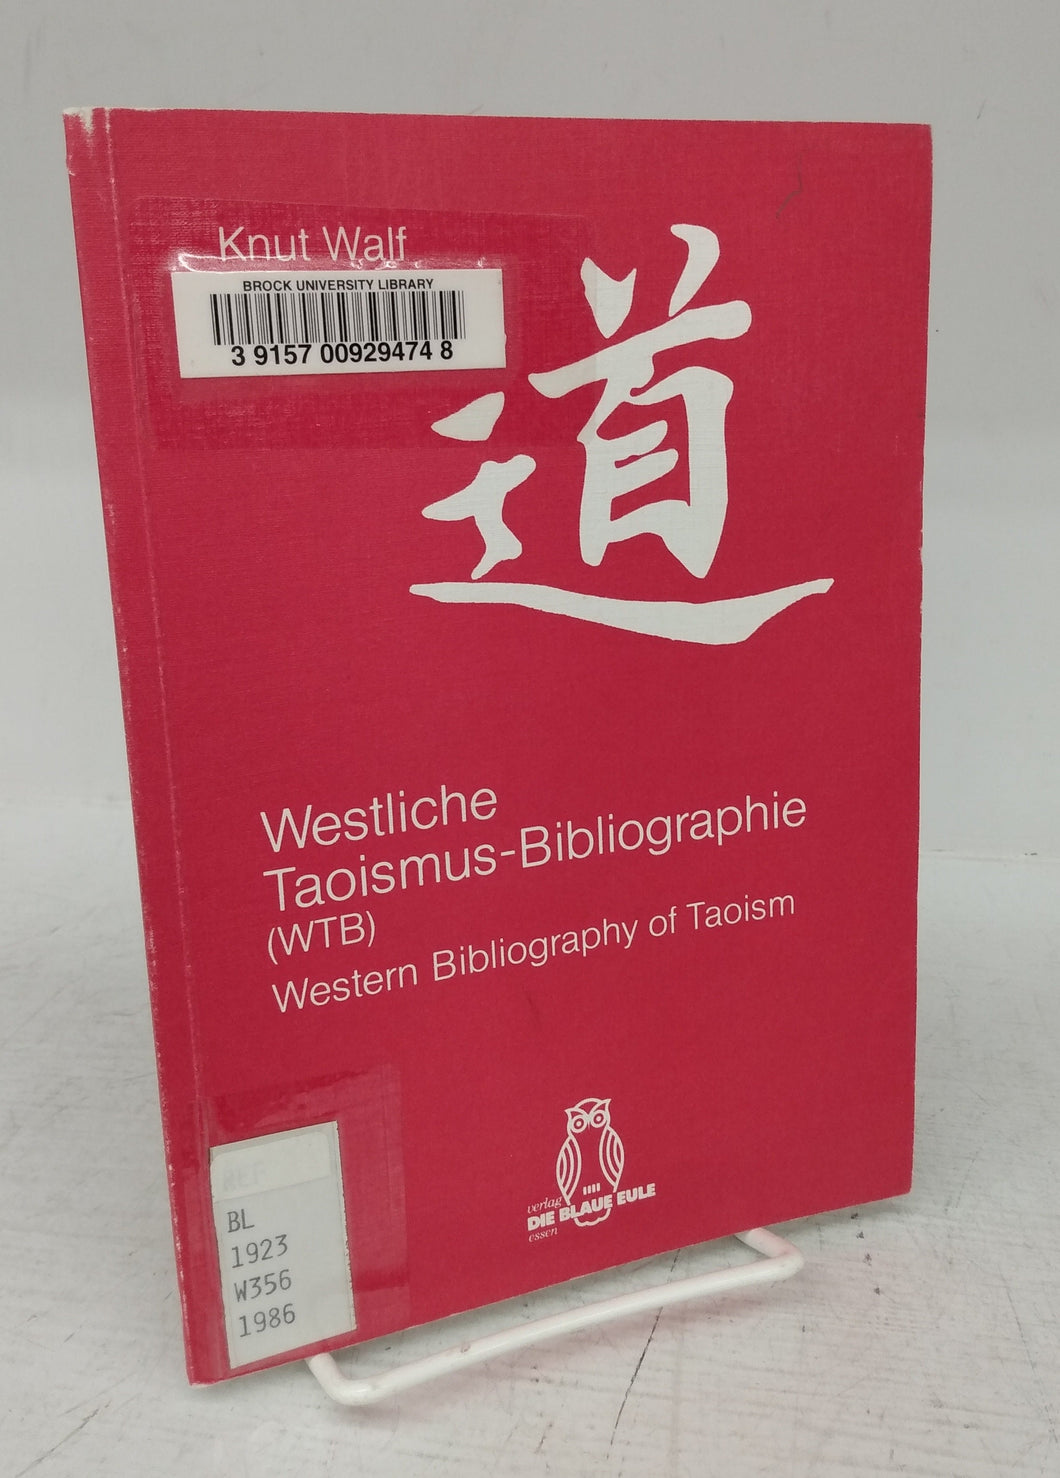 Knut Walf
BROCK UNIVERSITY LIBRARY
3 9157 00929474 8
道
Westliche
Taoismus-Bibliographie
(WTB)
Western Bibliography of Taoism
verlag
DIE BLAUE EULE
essen
BL
1923
W356
1986